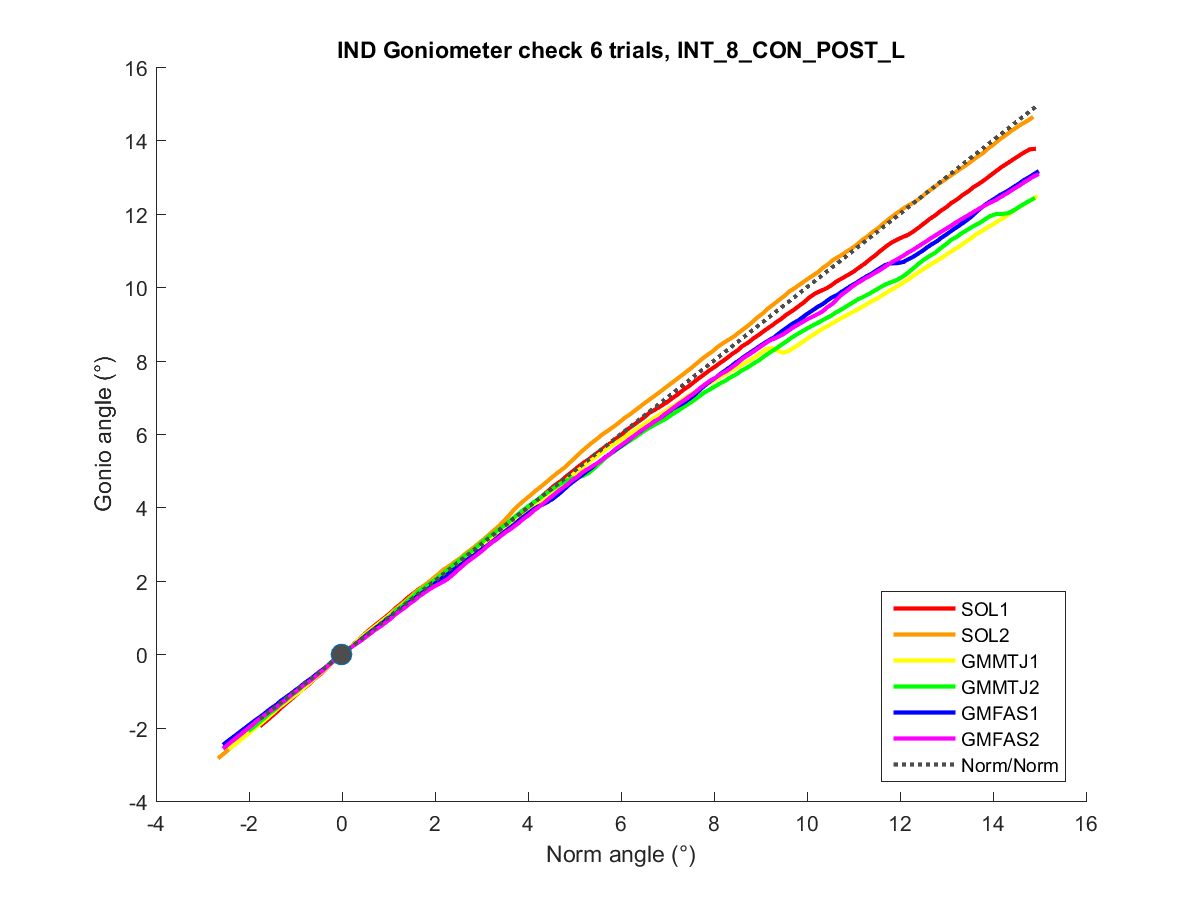 IND Goniometer check 6 trials, INT_8_CON_POST_L
16
14
12
10
8
6
4
2
0
-2
-4
Gonio angle (°)
SOL1
SOL2
GMMTJ1
GMMTJ2
GMFAS1
GMFAS2
Norm/Norm
-4 -2 0 2 4 6 8 10 12 14 16
Norm angle (°)